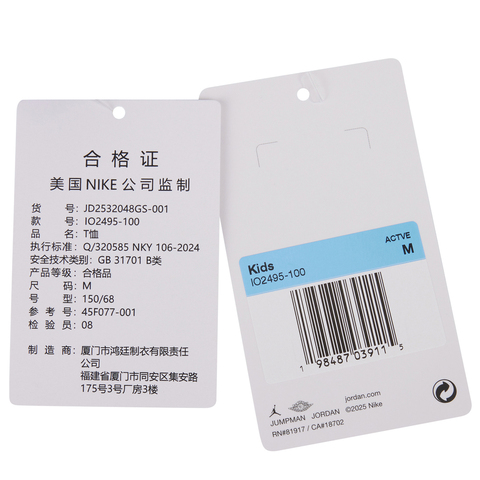 合格证
美国NIKE公司监制
货 号: JD2532048GS-001
款 号: IO2495-100
品 名: T恤
执行标准: Q/320585 NKY 106-2024
安全技术类别: GB 31701 B类
产品等级: 合格品
尺 码: M
号 型: 150/68
参考号: 45F077-001
检验员: 08
制造商: 厦门市鸿廷制衣有限责任
公司
福建省厦门市同安区集安路
175号3号厂房3楼
ACTVE
Kids M
IO2495-100
1 98487 03911 5
jordan.com
JUMPMAN JORDAN ©2025 Nike
RN#81917 / CA#18702